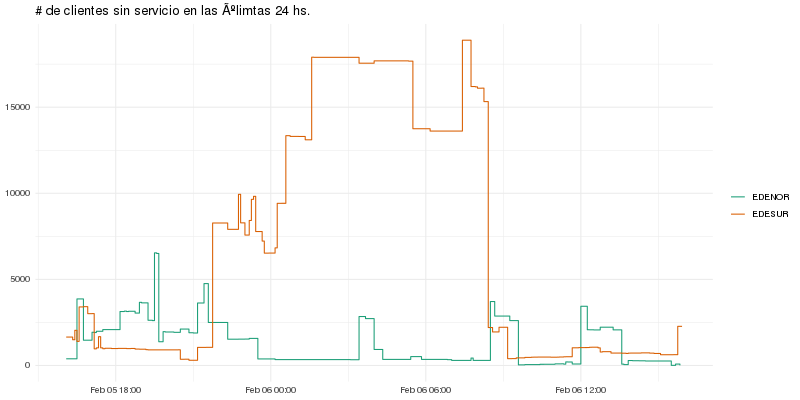 # de clientes sin servicio en las Ãºlimtas 24 hs.
15000
10000
5000
0
Feb 05 18:00
Feb 06 00:00
Feb 06 06:00
Feb 06 12:00
EDENOR
EDESUR